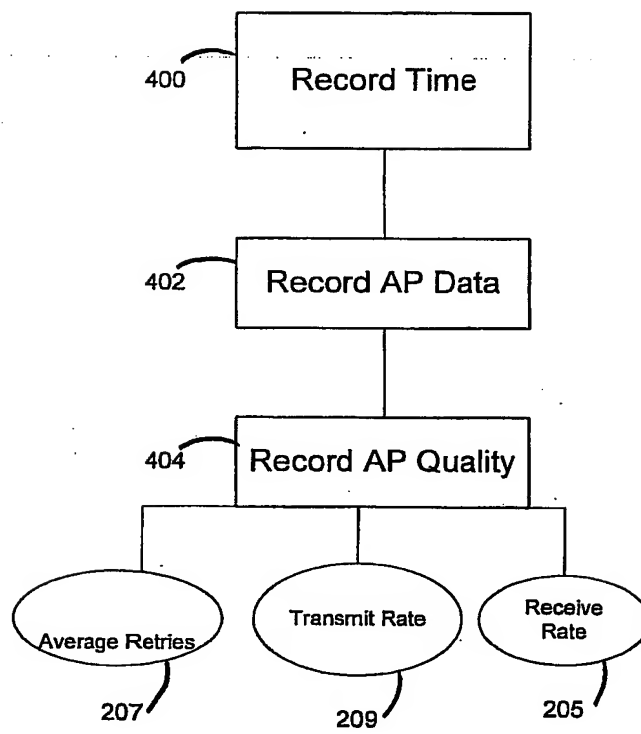 400
Record Time
402
Record AP Data
404
Record AP Quality
Average Retries
Transmit Rate
Receive
Rate
207
209
205